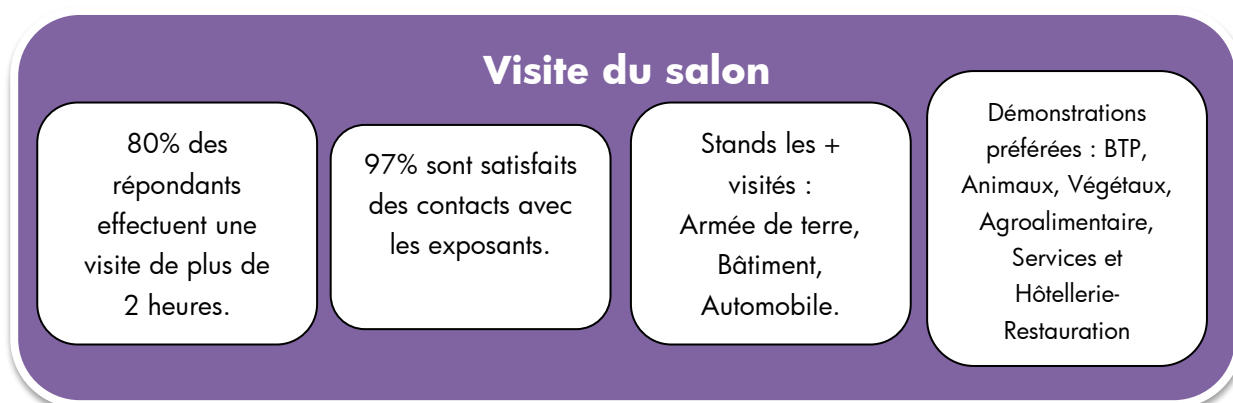 Visite du salon
80% des
répondants
effectuent une
visite de plus de
2 heures.
97% sont satisfaits
des contacts avec
les exposants.
Stands les +
visités :
Armée de terre,
Bâtiment,
Automobile.
Démonstrations
préférées : BTP,
Animaux, Végétaux,
Agroalimentaire,
Services et
Hôtellerie-
Restauration